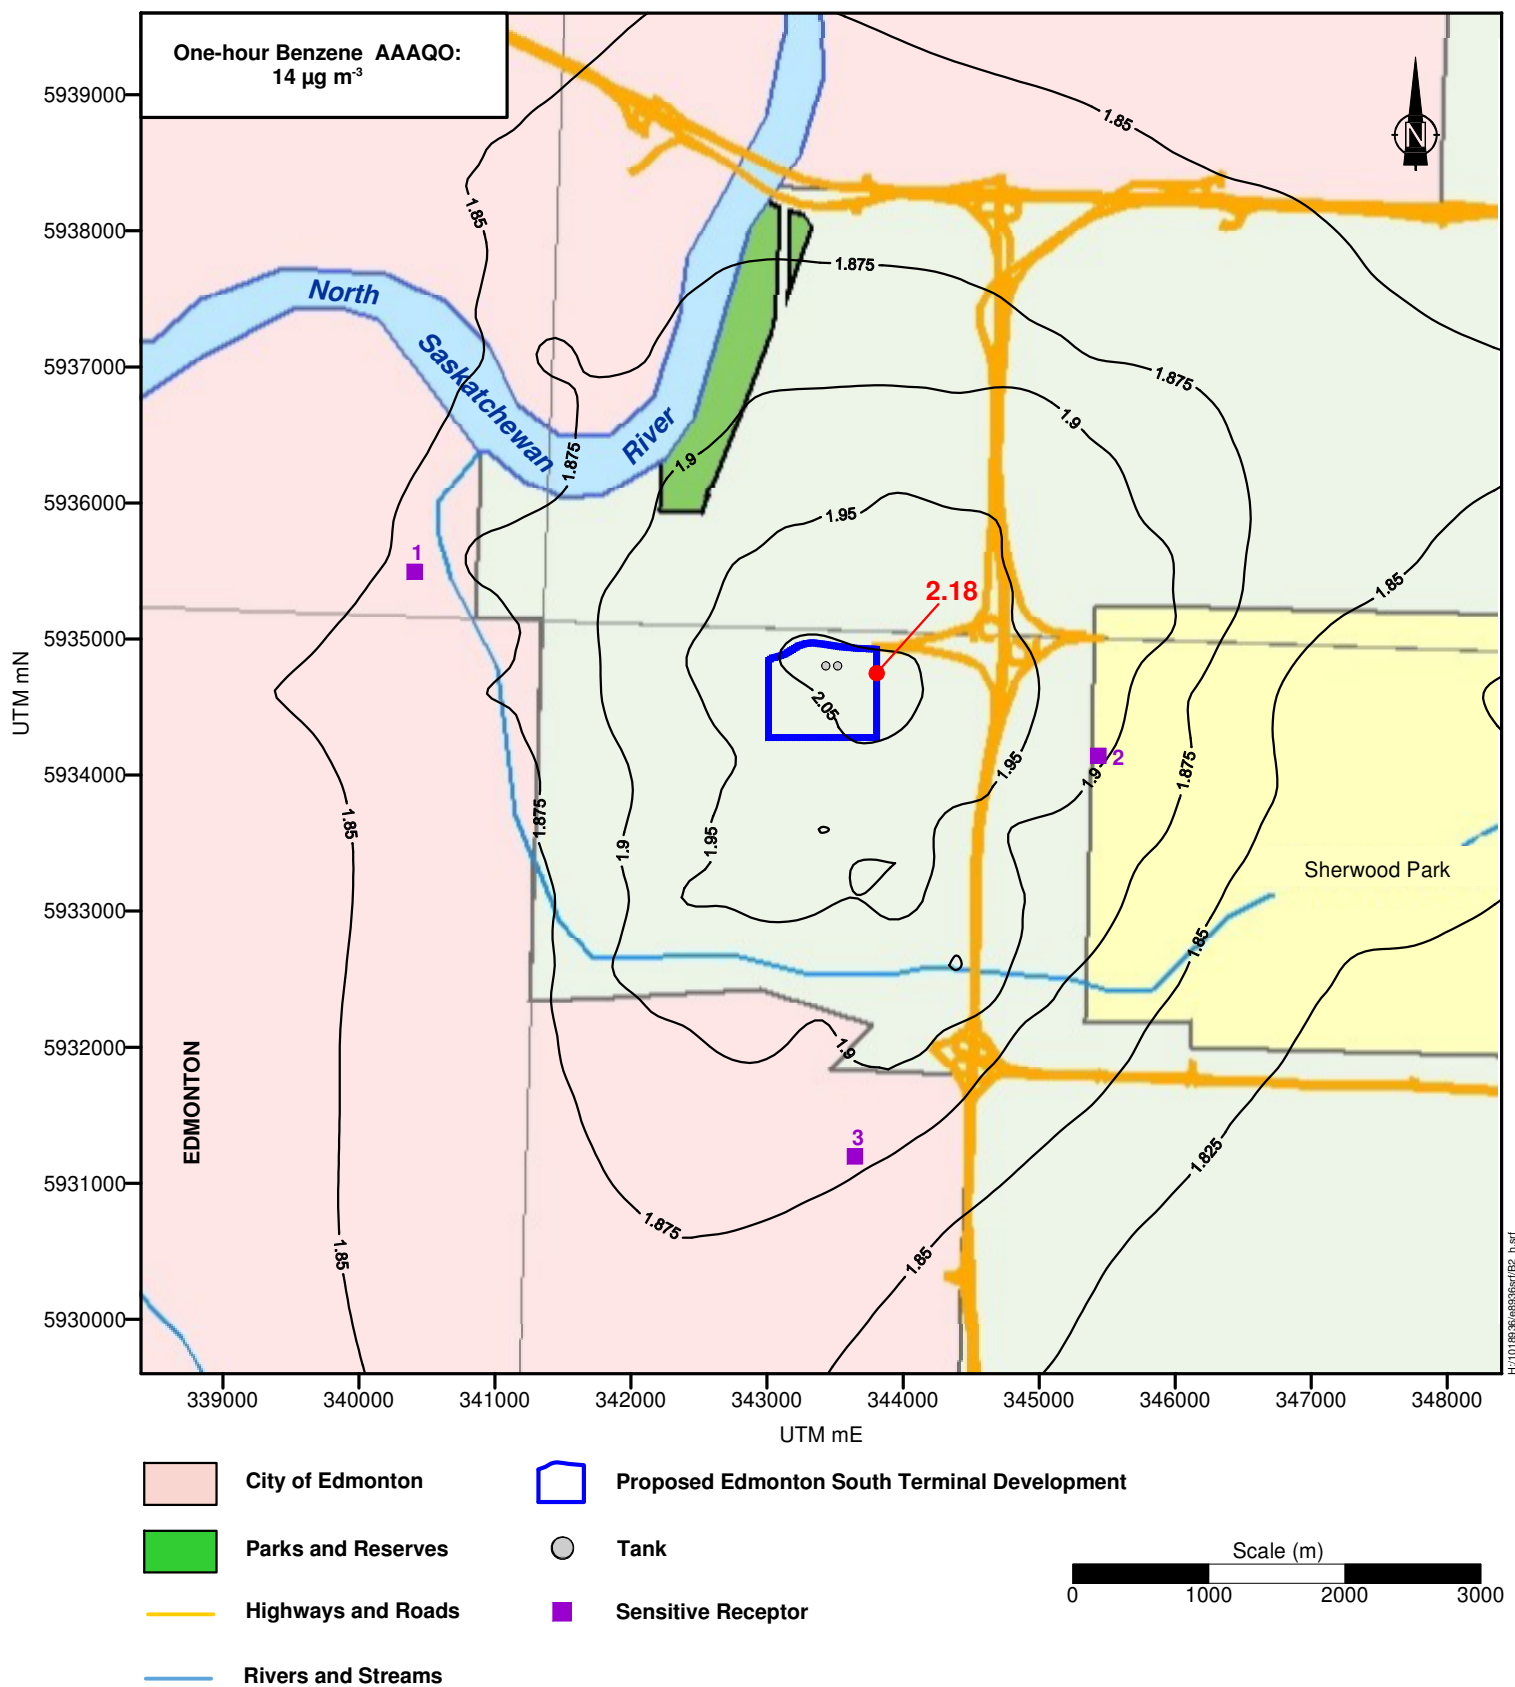 One-hour Benzene AAAQO:
14 µg m-3
N
5939000
5938000
5937000
5936000
5935000
5934000
5933000
5932000
5931000
5930000
UTM mN
1.85
1.85
1.875
North
Saskatchewan
River
1.875
1.9
1.875
1.9
1.95
1
2.18
1.85
2.05
2
1.9
1.875
1.95
1.85
1.875
1.9
1.95
Sherwood Park
1.85
1.9
EDMONTON
3
1.825
1.875
1.85
1.85
339000 340000 341000 342000 343000 344000 345000 346000 347000 348000
UTM mE
City of Edmonton
Proposed Edmonton South Terminal Development
Parks and Reserves
Tank
Highways and Roads
Sensitive Receptor
Rivers and Streams
Scale (m)
0 1000 2000 3000